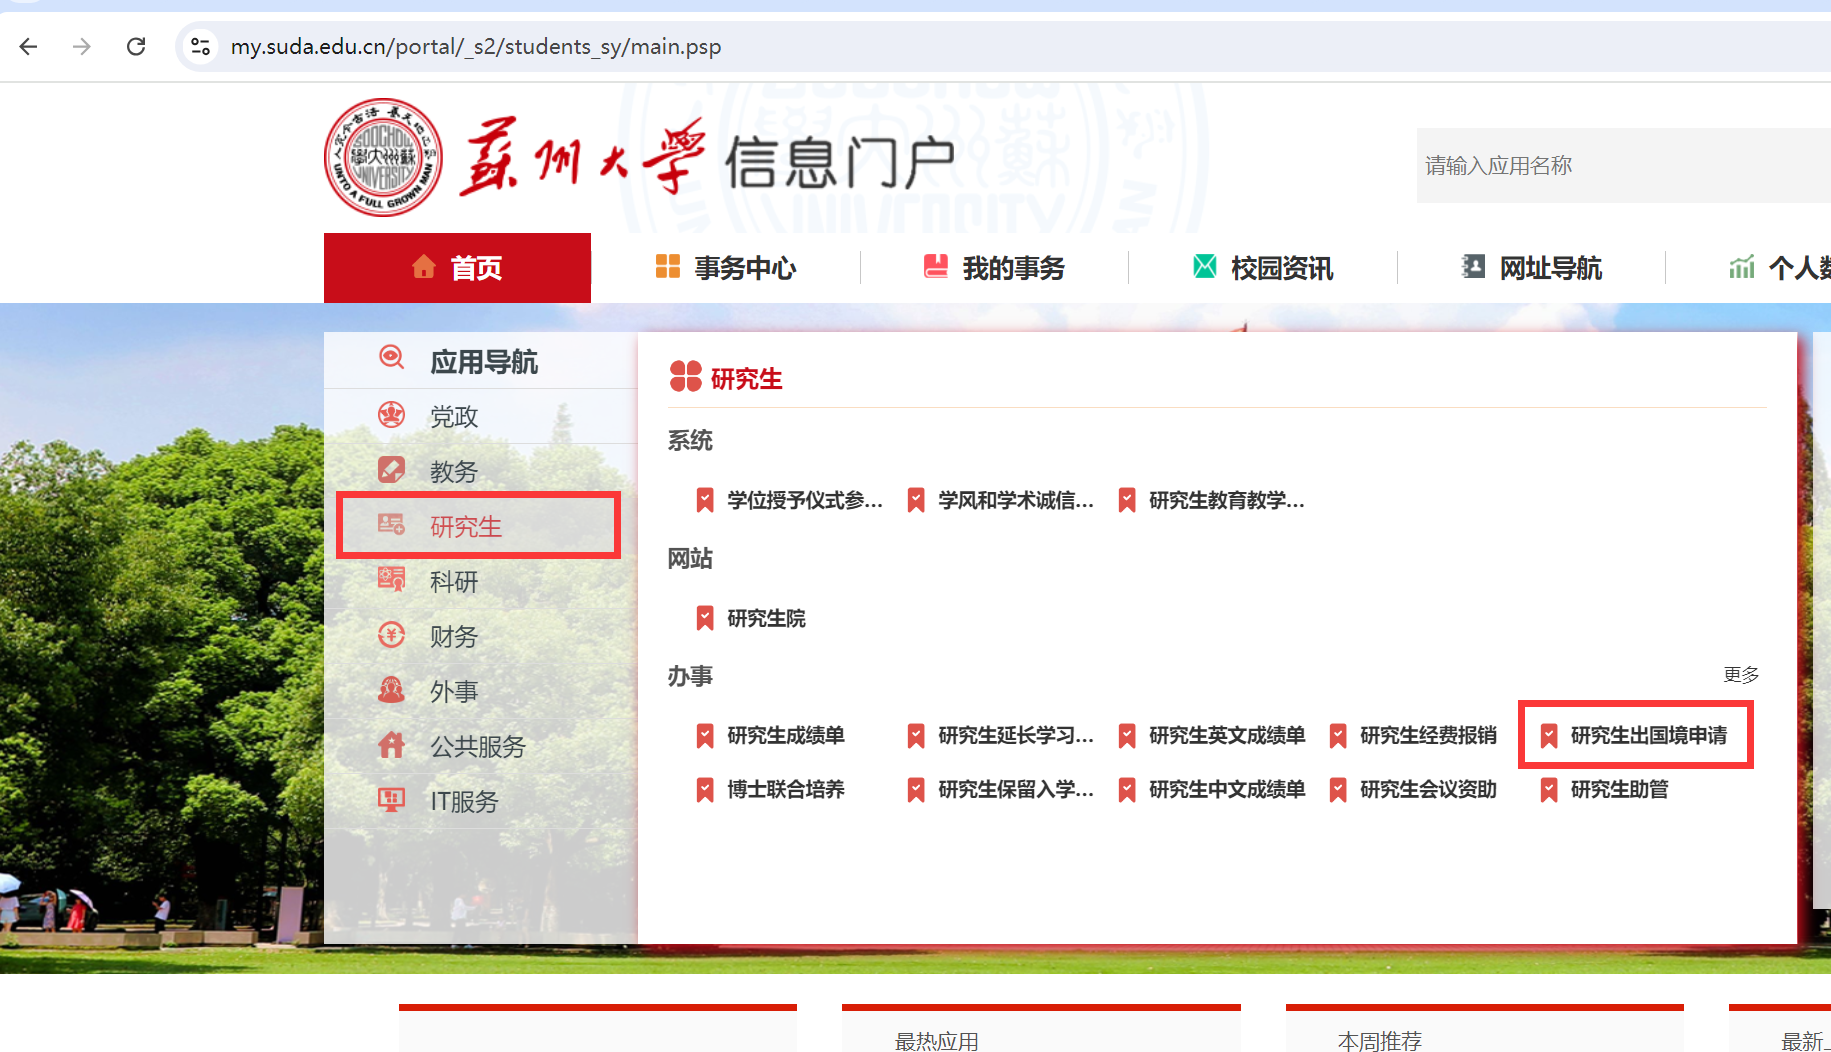 my.suda.edu.cn/portal/_s2/students_sy/main.psp
蘇州大学 信息门户
SOOCHOW UNIVERSITY
UNTO A FULL GROWN MAN
请输入应用名称
首页 事务中心 我的事务 校园资讯 网址导航 个人数
应用导航
党政
教务
研究生
科研
财务
外事
公共服务
IT服务
研究生
系统
学位授予仪式参... 学风和学术诚信... 研究生教育教学...
网站
研究生院
办事 更多
研究生成绩单 研究生延长学习... 研究生英文成绩单 研究生经费报销 研究生出国境申请
博士联合培养 研究生保留入学... 研究生中文成绩单 研究生会议资助 研究生助管
最热应用 本周推荐 最新